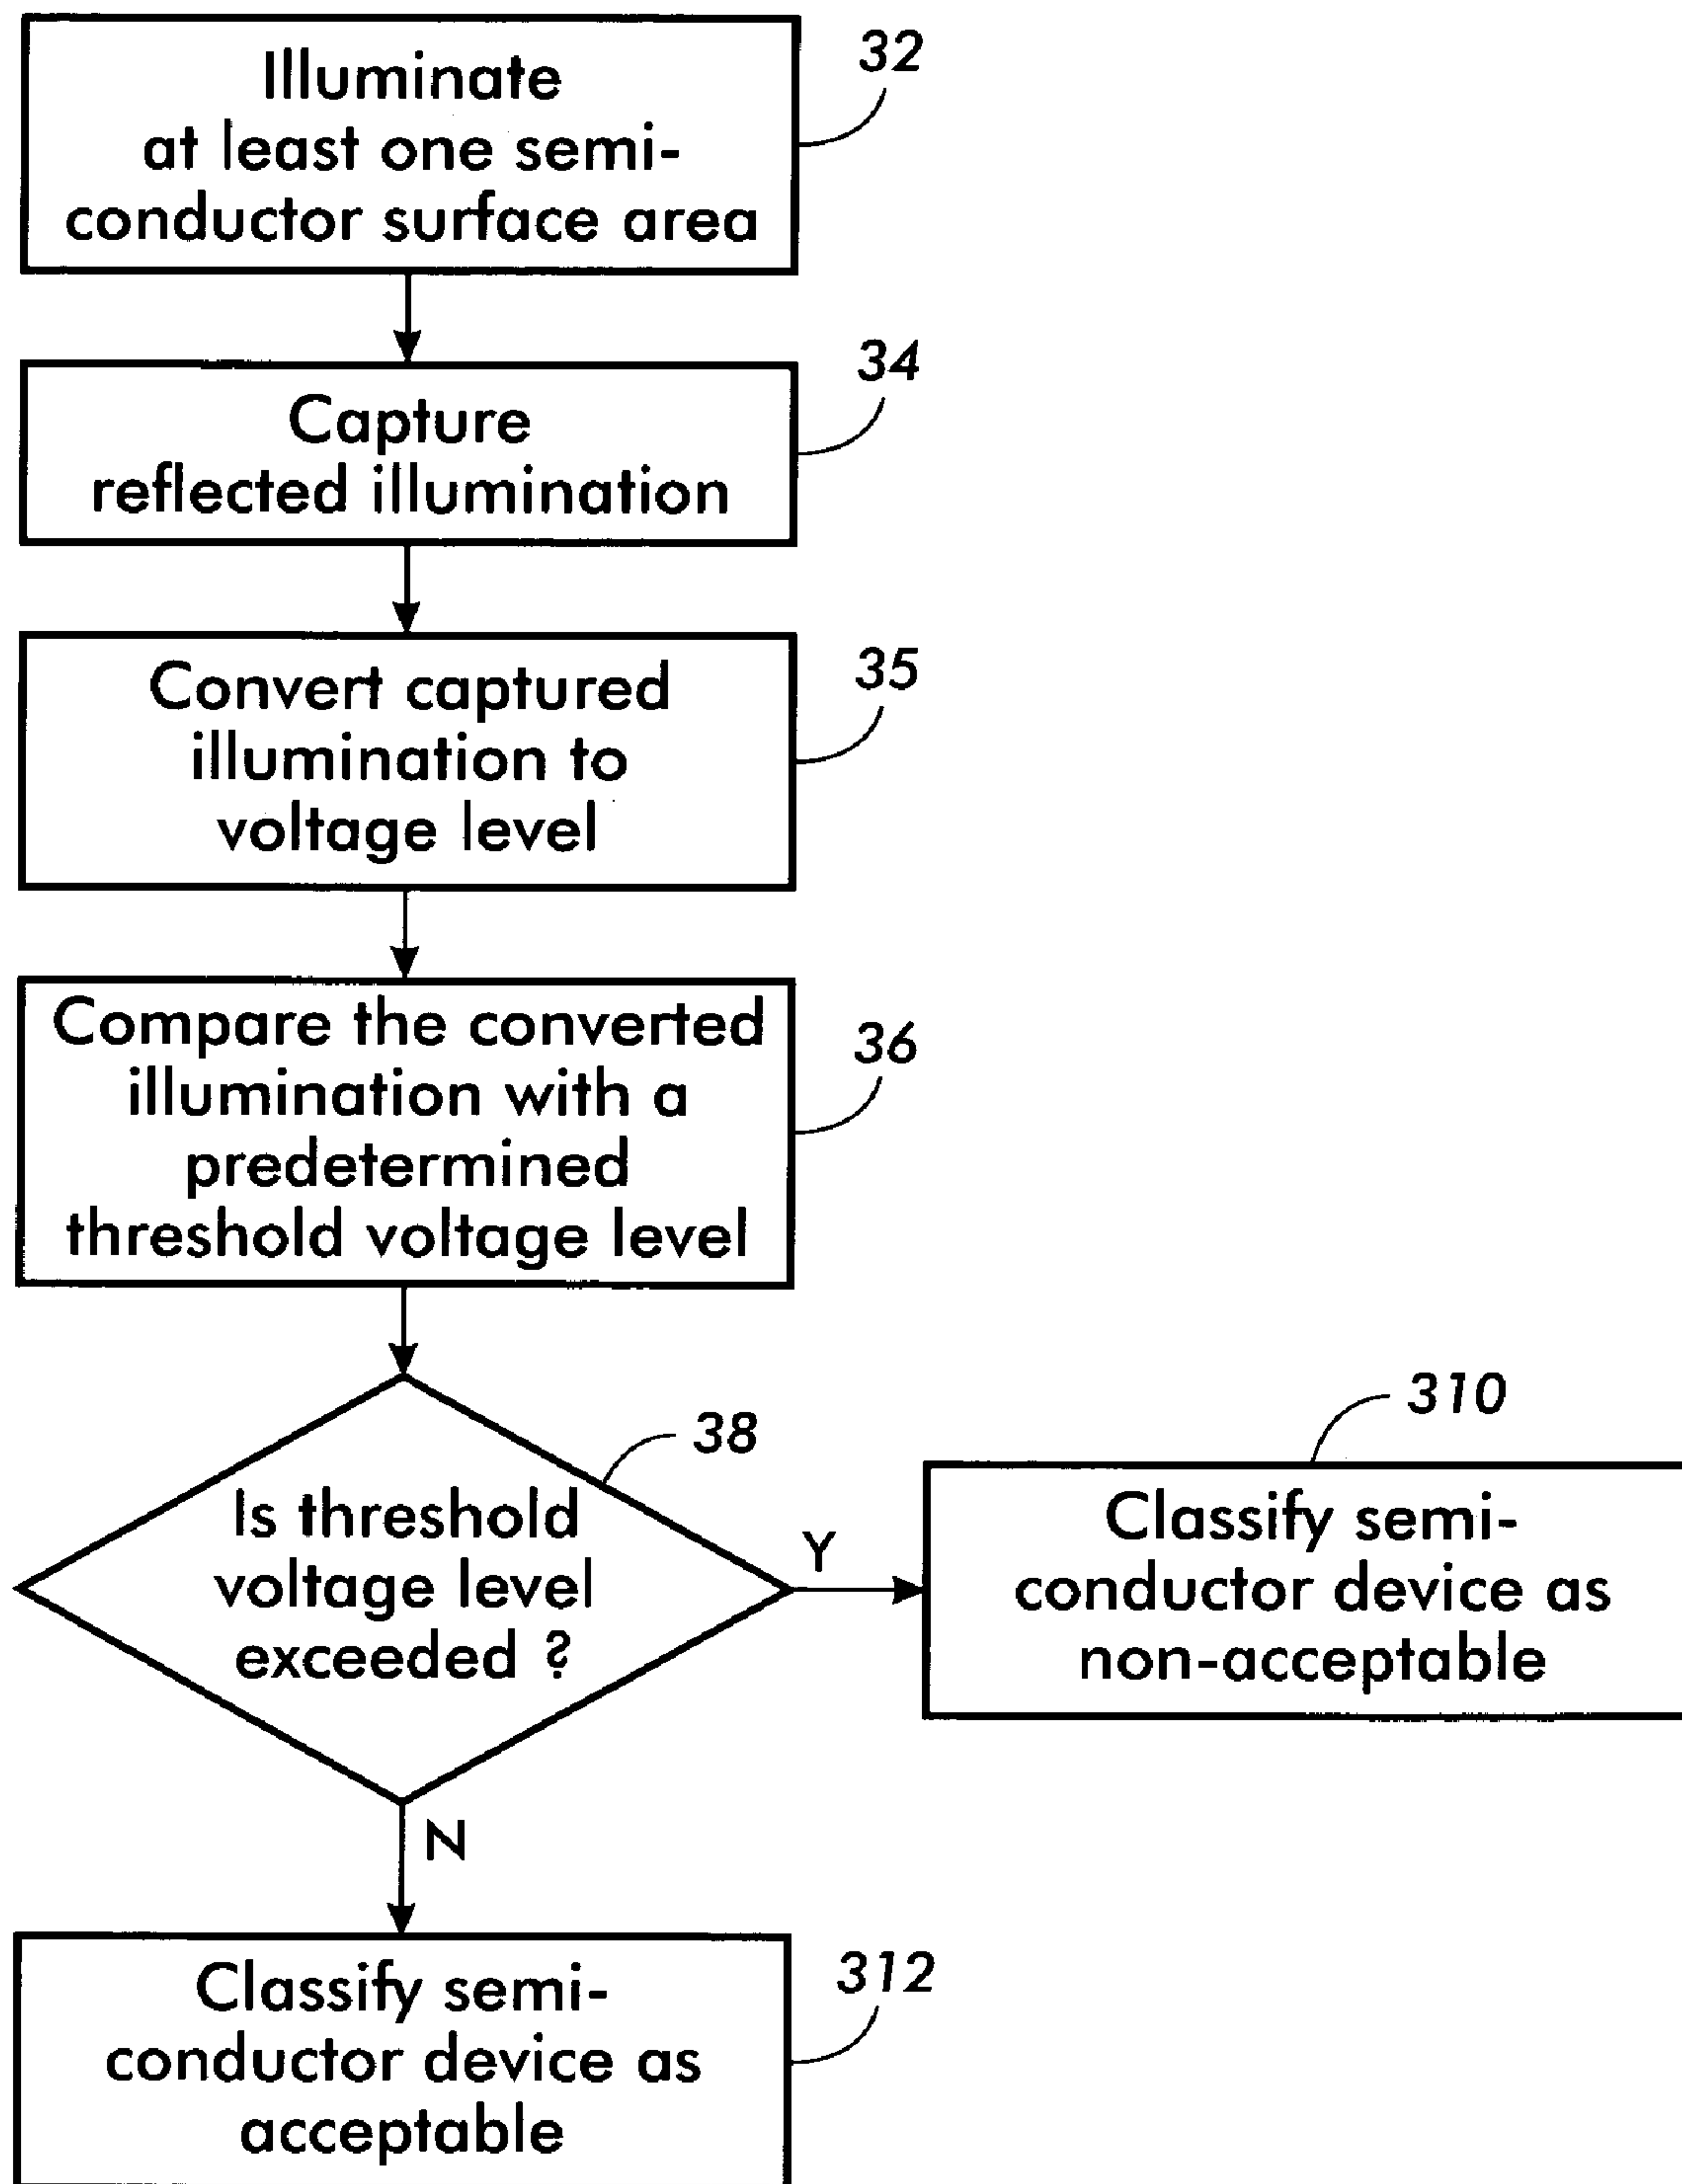 Illuminate
at least one semi-
conductor surface area
32
Capture
reflected illumination
34
Convert captured
illumination to
voltage level
35
Compare the converted
illumination with a
predetermined
threshold voltage level
36
Is threshold
voltage level
exceeded ?
38
Y
310
Classify semi-
conductor device as
non-acceptable
N
Classify semi-
conductor device as
acceptable
312